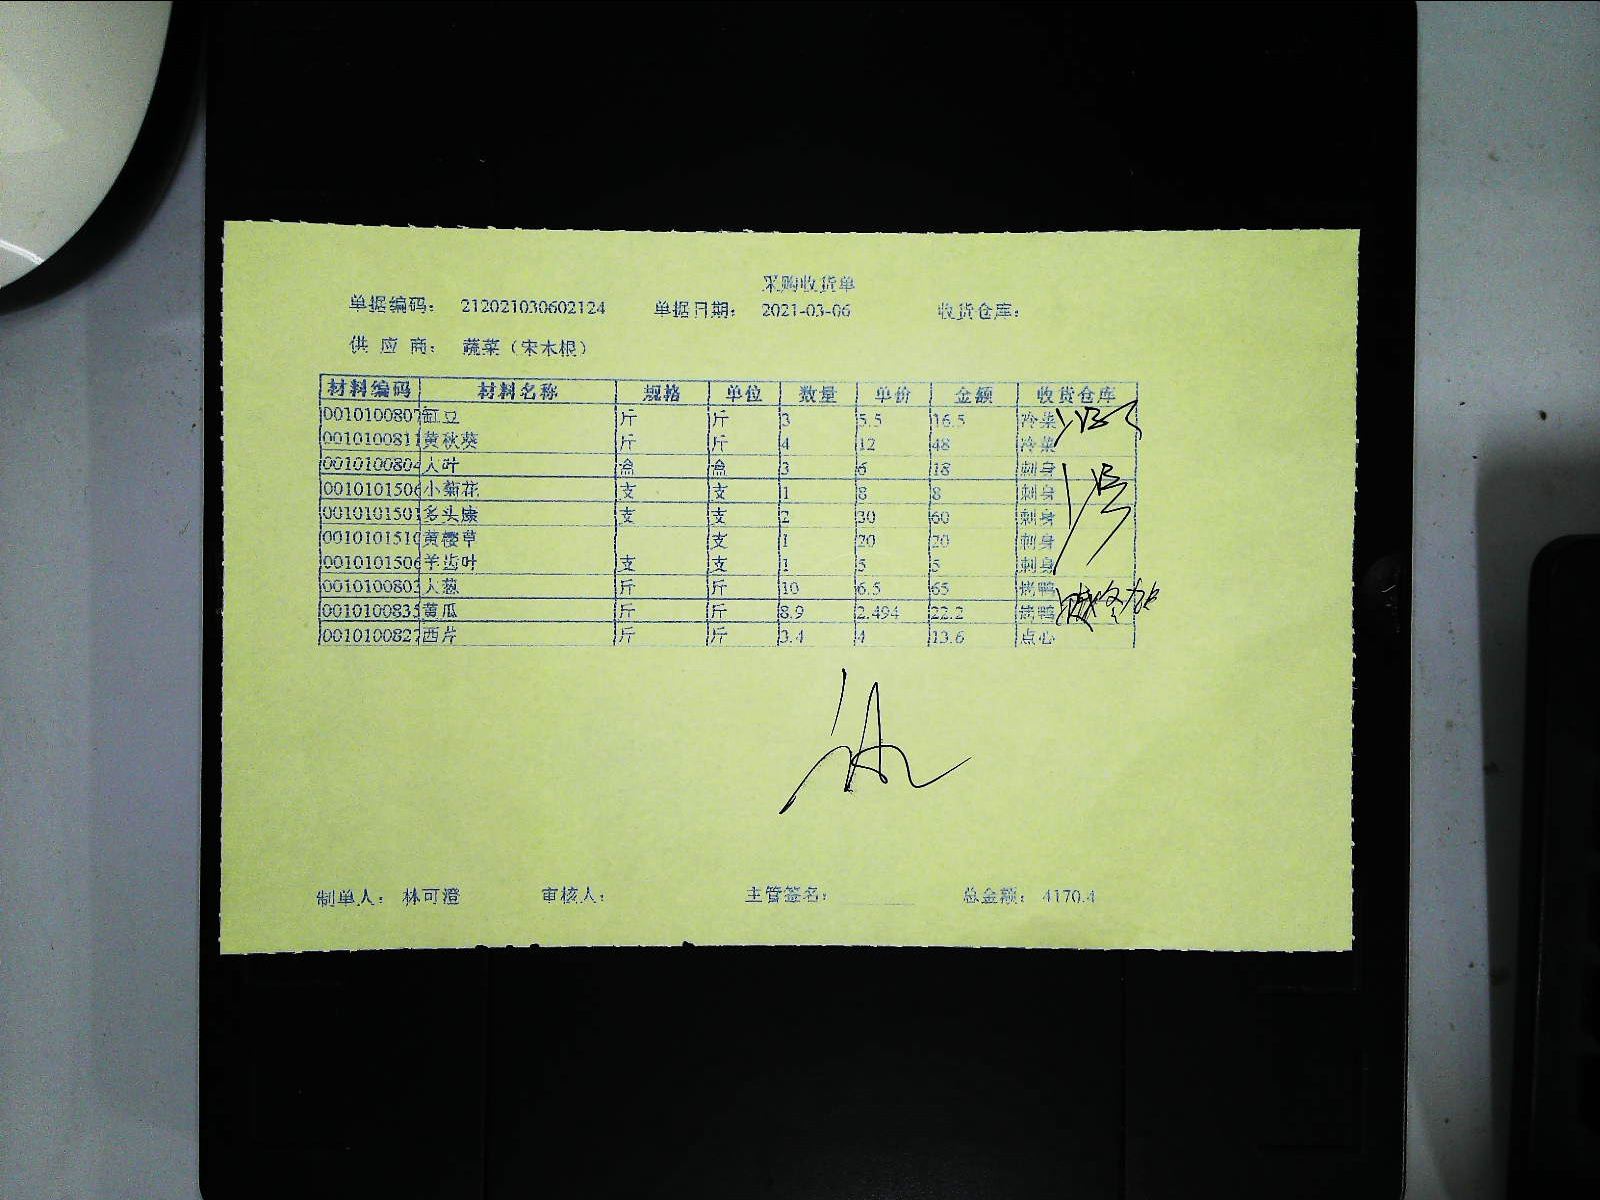 采购收货单
单据编码: 212021030602124 单据日期: 2021-03-06 收货仓库:
供 应 商: 蔬菜（宋木根）
材料编码 材料名称 规格 单位 数量 单价 金额 收货仓库
0010100807 缸豆 斤 斤 3 5.5 16.5 冷菜
0010100811 黄秋葵 斤 斤 4 12 48 冷菜
0010100804 大叶 盒 盒 3 6 18 刺身
0010101506 小菊花 支 支 1 8 8 刺身
0010101501 多头康 支 支 2 30 60 刺身
0010101510 黄樱草 支 1 20 20 刺身
0010101506 羊齿叶 支 支 1 5 5 刺身
0010100803 大葱 斤 斤 10 6.5 65 烤鸭
0010100835 黄瓜 斤 斤 8.9 2.494 22.2 烤鸭
0010100827 西芹 斤 斤 3.4 4 13.6 点心
制单人: 林可澄 审核人: 主管签名: 总金额: 4170.4